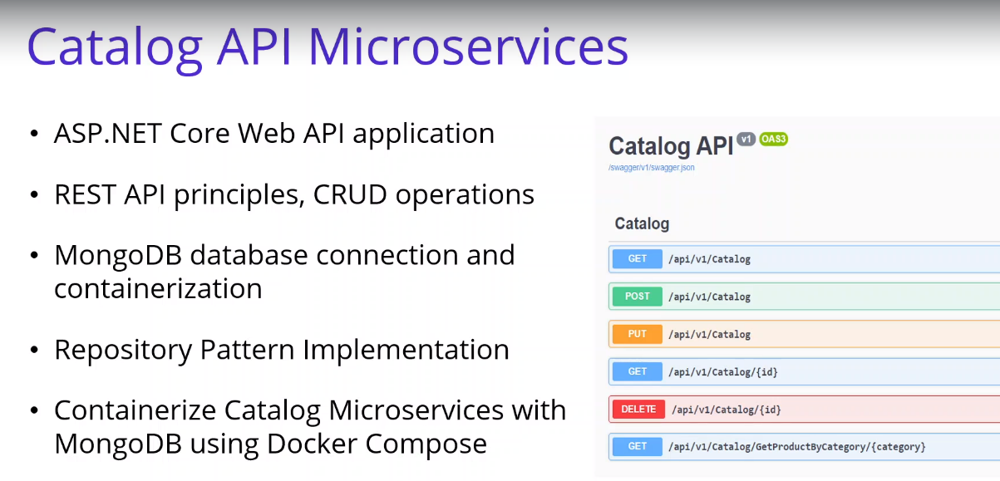 Catalog API Microservices
• ASP.NET Core Web API application
• REST API principles, CRUD operations
• MongoDB database connection and
containerization
• Repository Pattern Implementation
• Containerize Catalog Microservices with
MongoDB using Docker Compose
Catalog API v1 OAS3
/swagger/v1/swagger.json
Catalog
GET /api/v1/Catalog
POST /api/v1/Catalog
PUT /api/v1/Catalog
GET /api/v1/Catalog/{id}
DELETE /api/v1/Catalog/{id}
GET /api/v1/Catalog/GetProductByCategory/{category}